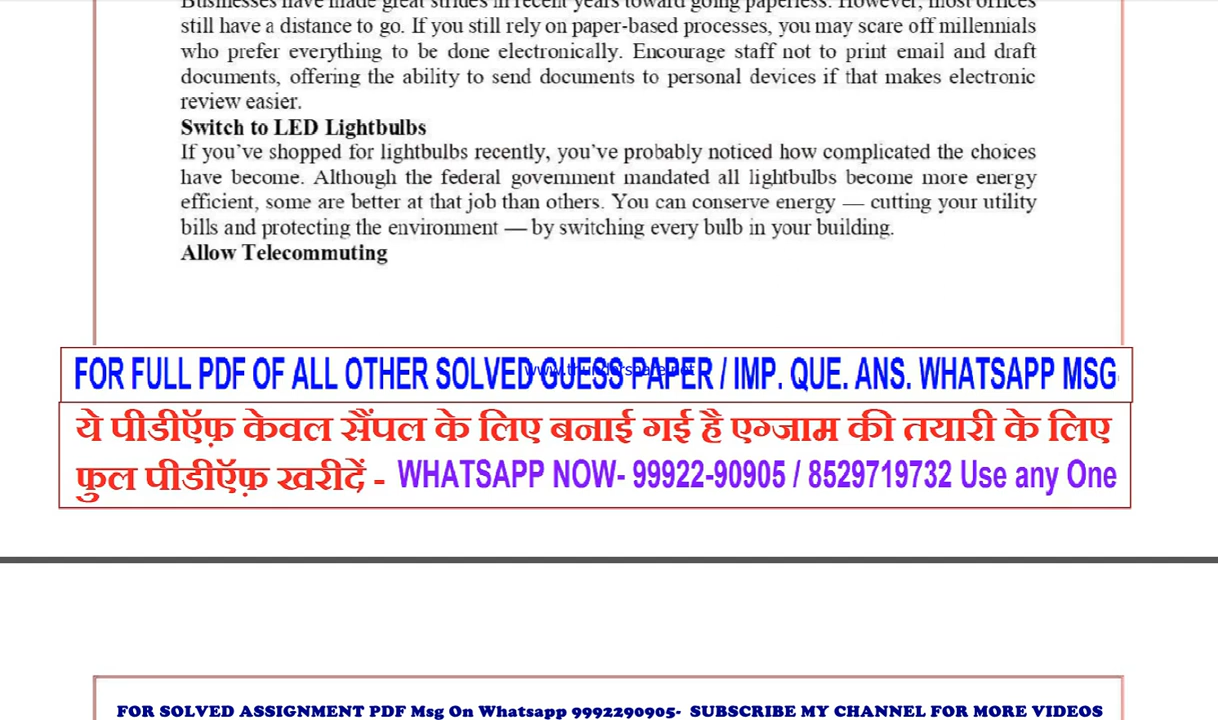 Businesses have made great strides in recent years toward going paperless. However, most offices
still have a distance to go. If you still rely on paper-based processes, you may scare off millennials
who prefer everything to be done electronically. Encourage staff not to print email and draft
documents, offering the ability to send documents to personal devices if that makes electronic
review easier.
Switch to LED Lightbulbs
If you’ve shopped for lightbulbs recently, you’ve probably noticed how complicated the choices
have become. Although the federal government mandated all lightbulbs become more energy
efficient, some are better at that job than others. You can conserve energy — cutting your utility
bills and protecting the environment — by switching every bulb in your building.
Allow Telecommuting
FOR FULL PDF OF ALL OTHER SOLVED GUESS PAPER / IMP. QUE. ANS. WHATSAPP MSG
www.thundershare.net
ये पीडीऍफ़ केवल सैंपल के लिए बनाई गई है एग्जाम की तयारी के लिए
फुल पीडीऍफ़ खरीदें - WHATSAPP NOW- 99922-90905 / 8529719732 Use any One
FOR SOLVED ASSIGNMENT PDF Msg On Whatsapp 9992290905- SUBSCRIBE MY CHANNEL FOR MORE VIDEOS